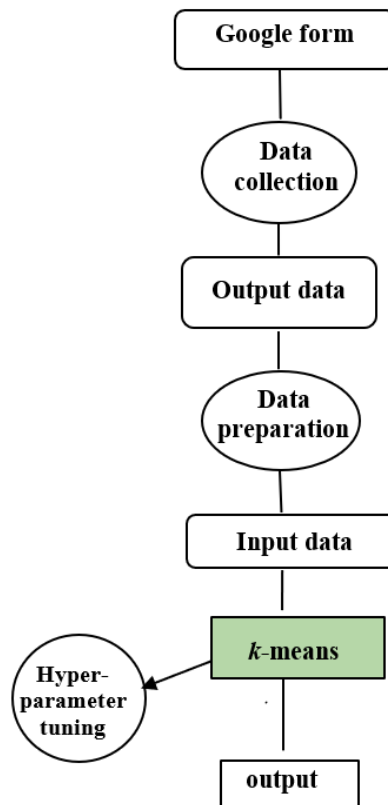 Google form
Data
collection
Output data
Data
preparation
Input data
k-means
Hyper-
parameter
tuning
output